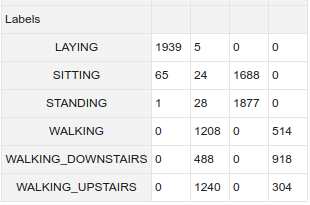 Labels
LAYING 1939 5 0 0
SITTING 65 24 1688 0
STANDING 1 28 1877 0
WALKING 0 1208 0 514
WALKING_DOWNSTAIRS 0 488 0 918
WALKING_UPSTAIRS 0 1240 0 304